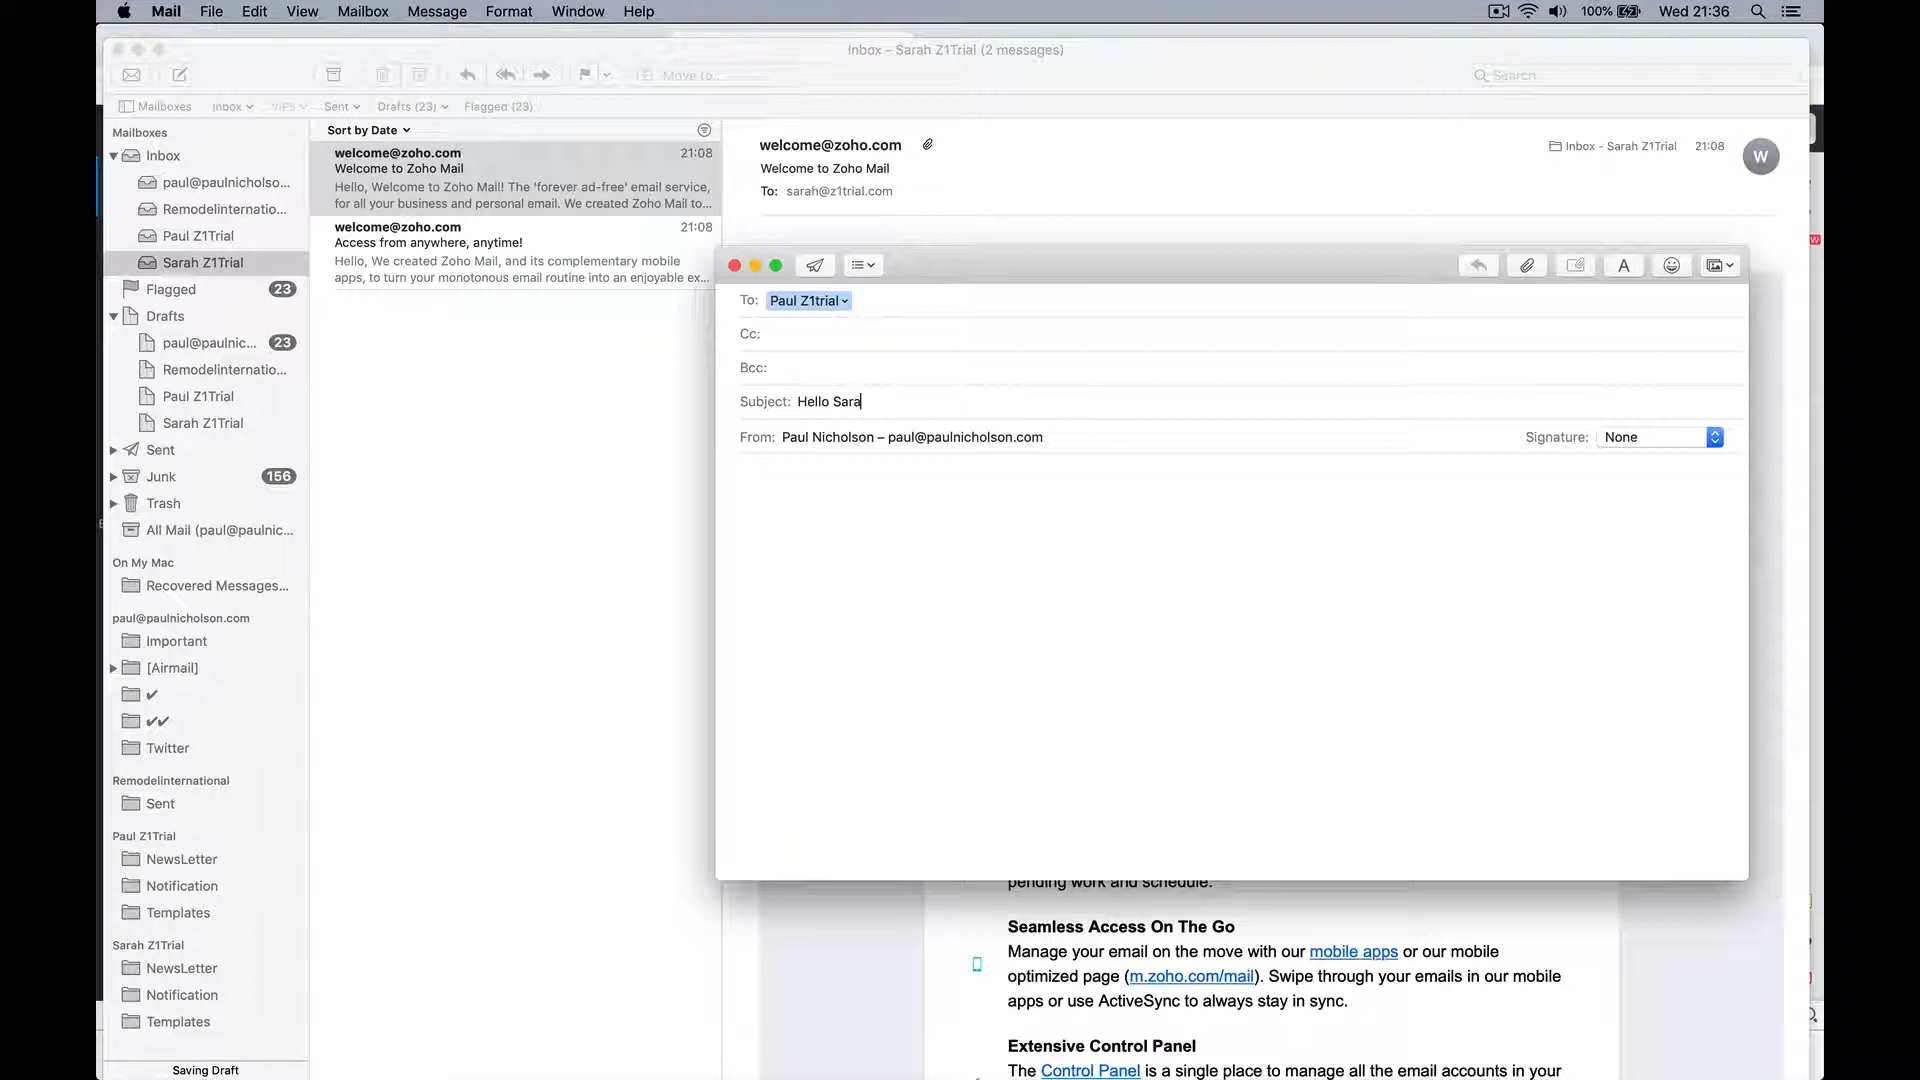 Mail File Edit View Mailbox Message Format Window Help 100% Wed 21:36
Inbox – Sarah Z1Trial (2 messages)
Move to... Search
Mailboxes Inbox VIPs Sent Drafts (23) Flagged (23)
Mailboxes
Inbox
paul@paulnicholso...
Remodelinternatio...
Paul Z1Trial
Sarah Z1Trial
Flagged 23
Drafts
paul@paulnic... 23
Remodelinternatio...
Paul Z1Trial
Sarah Z1Trial
Sent
Junk 156
Trash
All Mail (paul@paulnic...
On My Mac
Recovered Messages...
paul@paulnicholson.com
Important
[Airmail]
✔
✔✔
Twitter
Remodelinternational
Sent
Paul Z1Trial
NewsLetter
Notification
Templates
Sarah Z1Trial
NewsLetter
Notification
Templates
Saving Draft
Sort by Date
welcome@zoho.com 21:08
Welcome to Zoho Mail
Hello, Welcome to Zoho Mail! The 'forever ad-free' email service,
for all your business and personal email. We created Zoho Mail to...
welcome@zoho.com 21:08
Access from anywhere, anytime!
Hello, We created Zoho Mail, and its complementary mobile
apps, to turn your monotonous email routine into an enjoyable ex...
welcome@zoho.com Inbox - Sarah Z1Trial 21:08
W
Welcome to Zoho Mail
To: sarah@z1trial.com
To: Paul Z1trial
Cc:
Bcc:
Subject: Hello Sara
From: Paul Nicholson – paul@paulnicholson.com Signature: None
pending work and schedule.
Seamless Access On The Go
Manage your email on the move with our mobile apps or our mobile
optimized page (m.zoho.com/mail). Swipe through your emails in our mobile
apps or use ActiveSync to always stay in sync.
Extensive Control Panel
The Control Panel is a single place to manage all the email accounts in your